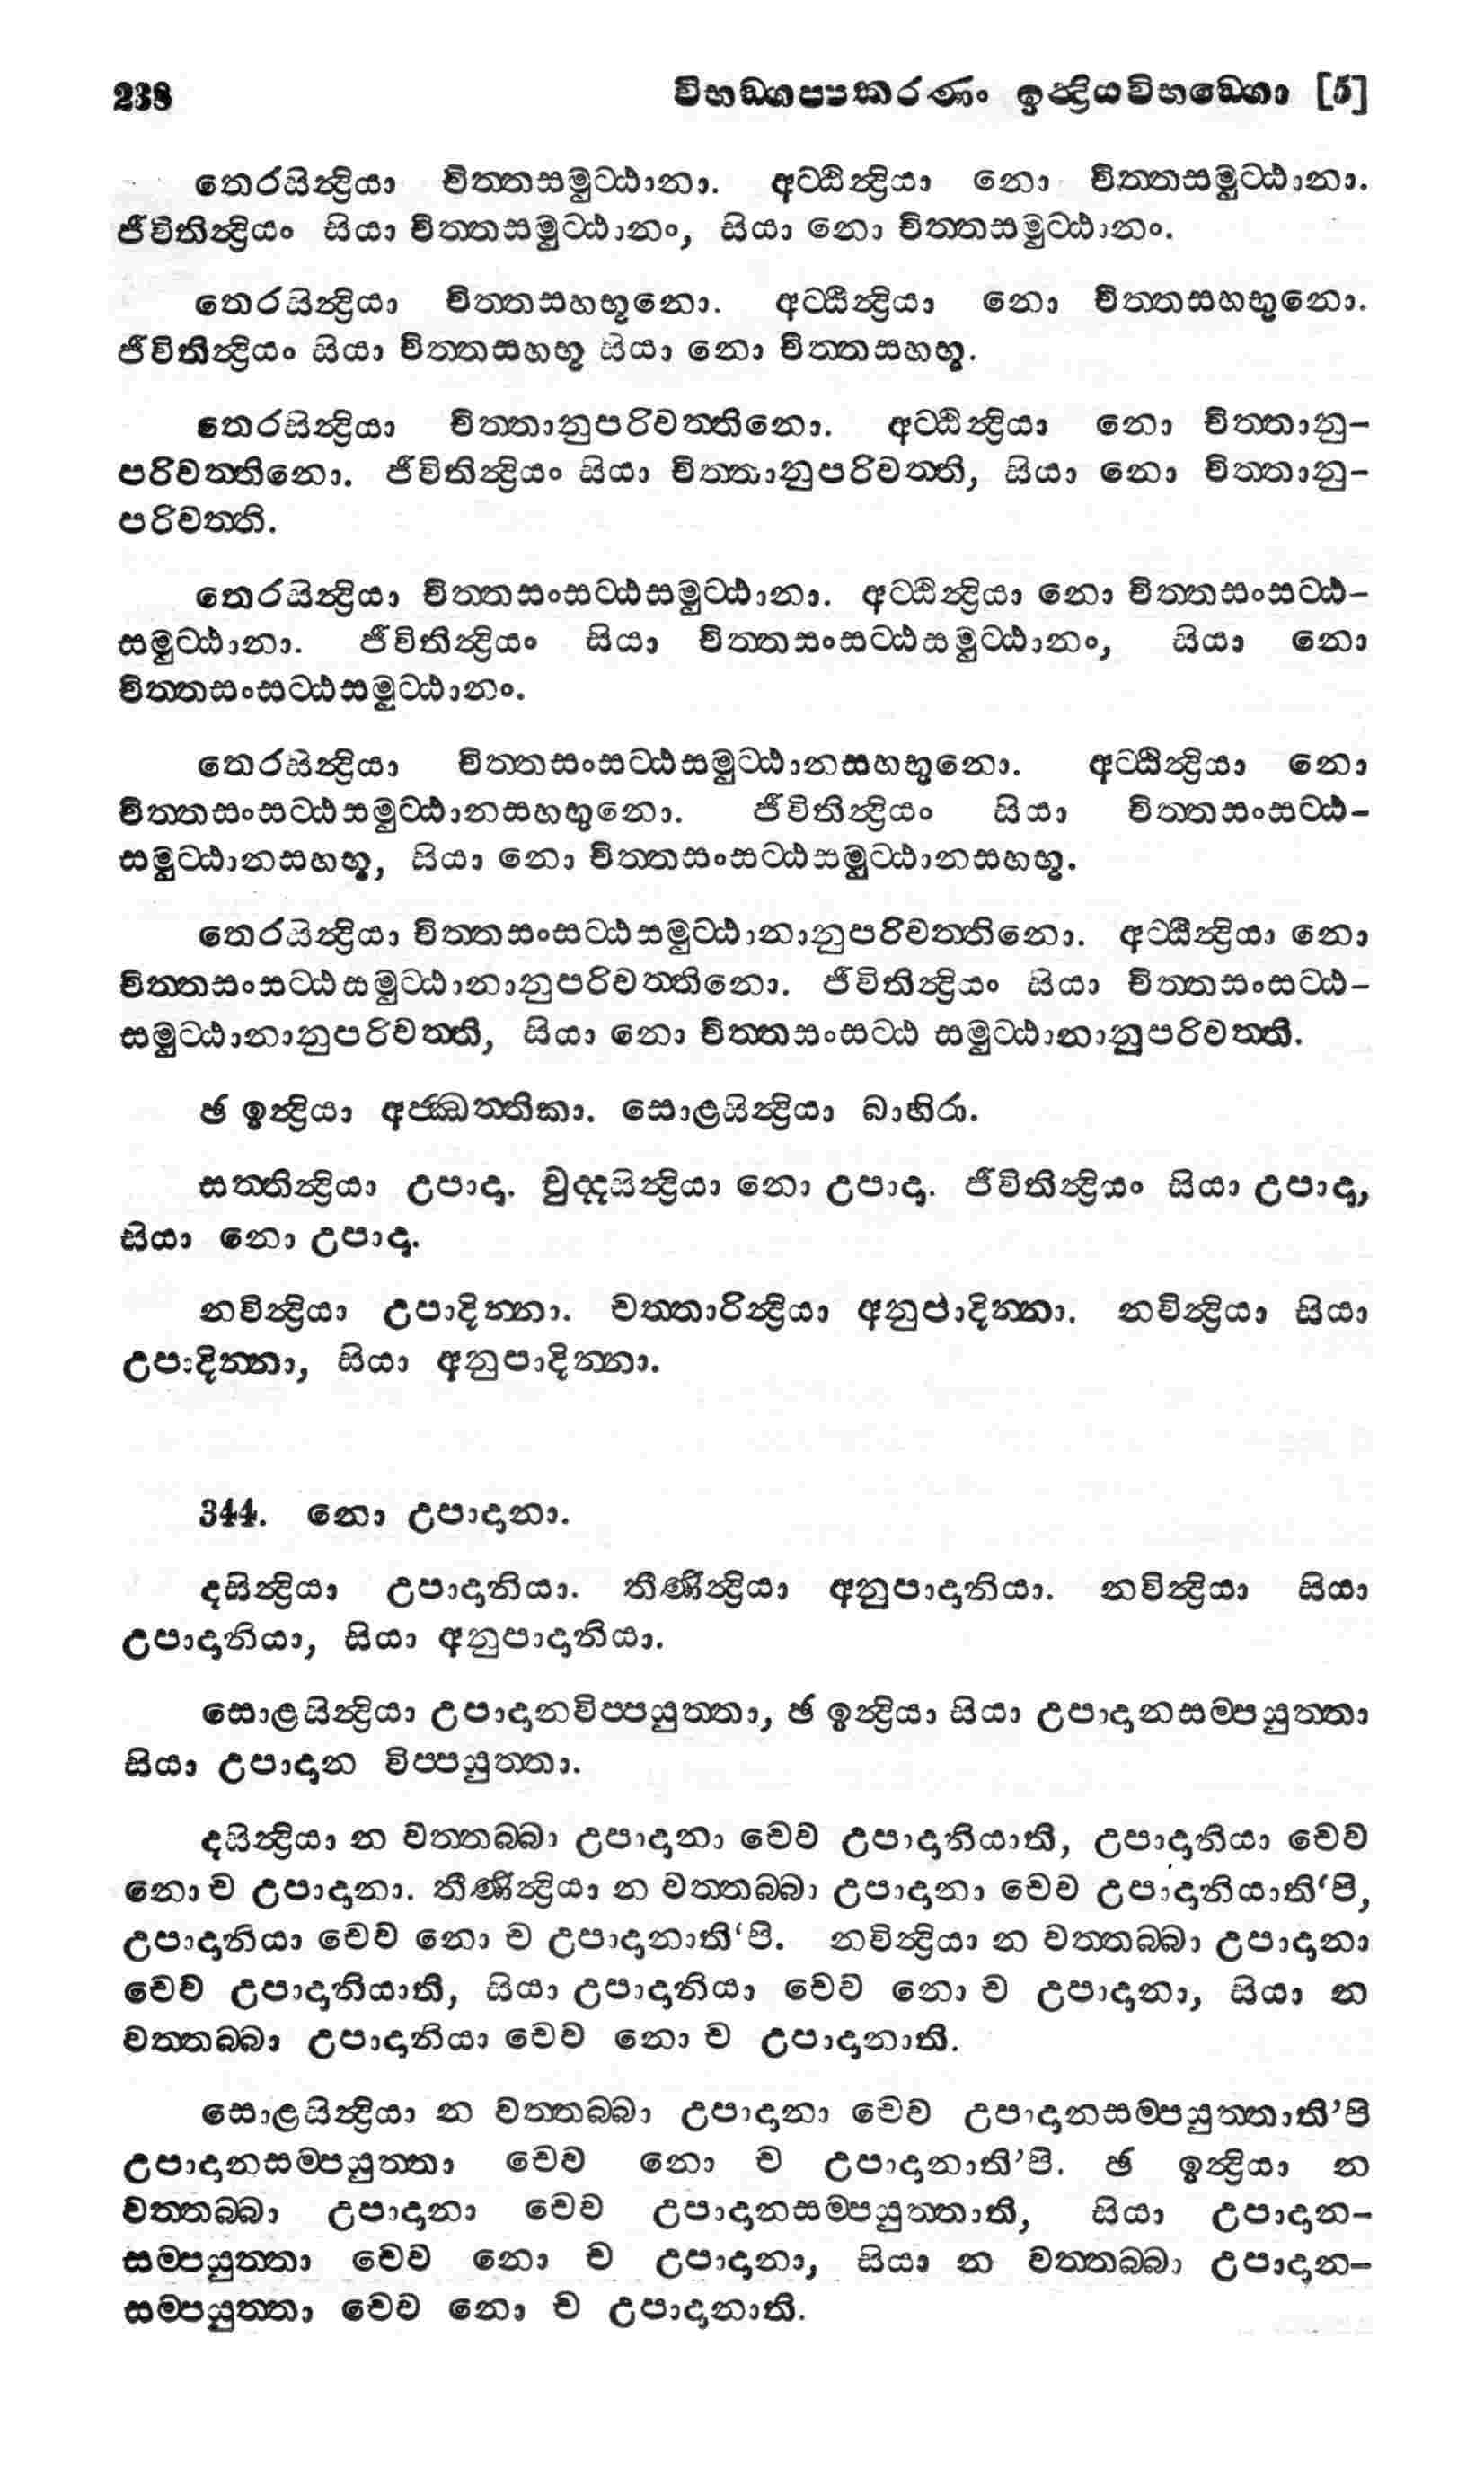 238 විභඞ්ගප්පකරණං ඉන්ද්‍රියවිභඞ්ගො [5]
තෙරසින්ද්‍රියා චිත්තසමුට්ඨානා. අට්ඨින්ද්‍රියා නො චිත්තසමුට්ඨානා.
ජීවිතින්ද්‍රියං සියා චිත්තසමුට්ඨානං, සියා නො චිත්තසමුට්ඨානං.
තෙරසින්ද්‍රියා චිත්තසහභුනො. අට්ඨින්ද්‍රියා නො චිත්තසහභුනො.
ජීවිතින්ද්‍රියං සියා චිත්තසහභූ සියා නො චිත්තසහභූ.
තෙරසින්ද්‍රියා චිත්තානුපරිවත්තිනො. අට්ඨින්ද්‍රියා නො චිත්තානු-
පරිවත්තිනො. ජීවිතින්ද්‍රියං සියා චිත්තානුපරිවත්ති, සියා නො චිත්තානු-
පරිවත්ති.
තෙරසින්ද්‍රියා චිත්තසංසට්ඨසමුට්ඨානා. අට්ඨින්ද්‍රියා නො චිත්තසංසට්ඨ-
සමුට්ඨානා. ජීවිතින්ද්‍රියං සියා චිත්තසංසට්ඨසමුට්ඨානං, සියා නො
චිත්තසංසට්ඨසමුට්ඨානං.
තෙරසින්ද්‍රියා චිත්තසංසට්ඨසමුට්ඨානසහභුනො. අට්ඨින්ද්‍රියා නො
චිත්තසංසට්ඨසමුට්ඨානසහභුනො. ජීවිතින්ද්‍රියං සියා චිත්තසංසට්ඨ-
සමුට්ඨානසහභූ, සියා නො චිත්තසංසට්ඨසමුට්ඨානසහභූ.
තෙරසින්ද්‍රියා චිත්තසංසට්ඨසමුට්ඨානානුපරිවත්තිනො. අට්ඨින්ද්‍රියා නො
චිත්තසංසට්ඨසමුට්ඨානානුපරිවත්තිනො. ජීවිතින්ද්‍රියං සියා චිත්තසංසට්ඨ-
සමුට්ඨානානුපරිවත්ති, සියා නො චිත්තසංසට්ඨ සමුට්ඨානානුපරිවත්ති.
ඡ ඉන්ද්‍රියා අජ්ඣත්තිකා. සොළසින්ද්‍රියා බාහිරා.
සත්තින්ද්‍රියා උපාදා. චුද්දසින්ද්‍රියා නො උපාදා. ජීවිතින්ද්‍රියං සියා උපාදා,
සියා නො උපාදා.
නවින්ද්‍රියා උපාදින්නා. චත්තාරින්ද්‍රියා අනුපාදින්නා. නවින්ද්‍රියා සියා
උපාදින්නා, සියා අනුපාදින්නා.
344. නො උපාදානා.
දසින්ද්‍රියා උපාදානියා. තීණින්ද්‍රියා අනුපාදානියා. නවින්ද්‍රියා සියා
උපාදානියා, සියා අනුපාදානියා.
සොළසින්ද්‍රියා උපාදානවිප්පයුත්තා, ඡ ඉන්ද්‍රියා සියා උපාදානසම්පයුත්තා
සියා උපාදාන විප්පයුත්තා.
දසින්ද්‍රියා න වත්තබ්බා උපාදානා චෙව උපාදානියාති, උපාදානියා චෙව
නො ච උපාදානා. තීණින්ද්‍රියා න වත්තබ්බා උපාදානා චෙව උපාදානියාති‘පි,
උපාදානියා චෙව නො ච උපාදානාති‘පි. නවින්ද්‍රියා න වත්තබ්බා උපාදානා
චෙව උපාදානියාති, සියා උපාදානියා චෙව නො ච උපාදානා, සියා න
වත්තබ්බා උපාදානියා චෙව නො ච උපාදානාති.
සොළසින්ද්‍රියා න වත්තබ්බා උපාදානා චෙව උපාදානසම්පයුත්තාති’පි
උපාදානසම්පයුත්තා චෙව නො ච උපාදානාති’පි. ඡ ඉන්ද්‍රියා න
වත්තබ්බා උපාදානා චෙව උපාදානසම්පයුත්තාති, සියා උපාදාන-
සම්පයුත්තා චෙව නො ච උපාදානා, සියා න වත්තබ්බා උපාදාන-
සම්පයුත්තා චෙව නො ච උපාදානාති.